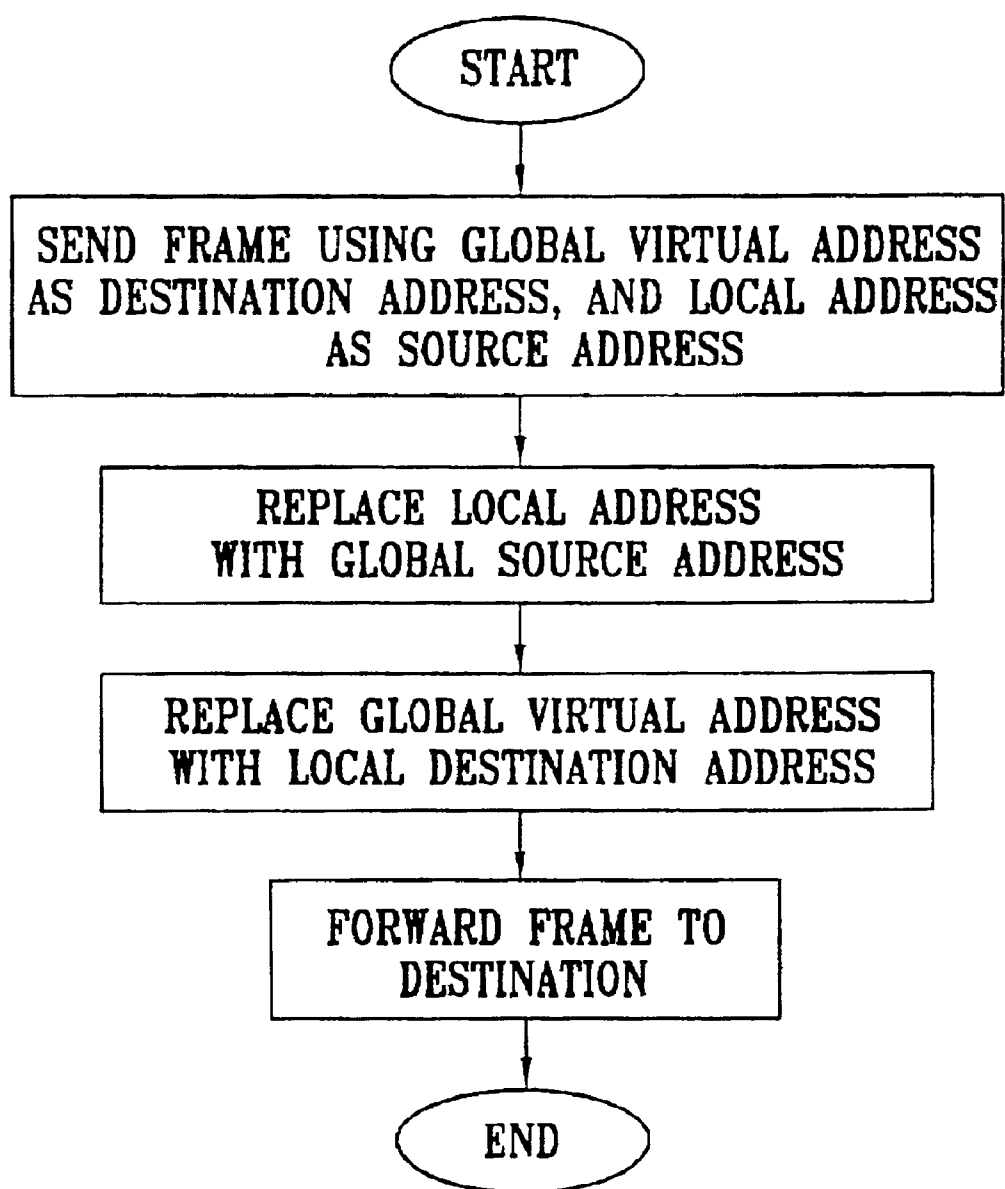 START
SEND FRAME USING GLOBAL VIRTUAL ADDRESS
AS DESTINATION ADDRESS, AND LOCAL ADDRESS
AS SOURCE ADDRESS
REPLACE LOCAL ADDRESS
WITH GLOBAL SOURCE ADDRESS
REPLACE GLOBAL VIRTUAL ADDRESS
WITH LOCAL DESTINATION ADDRESS
FORWARD FRAME TO
DESTINATION
END